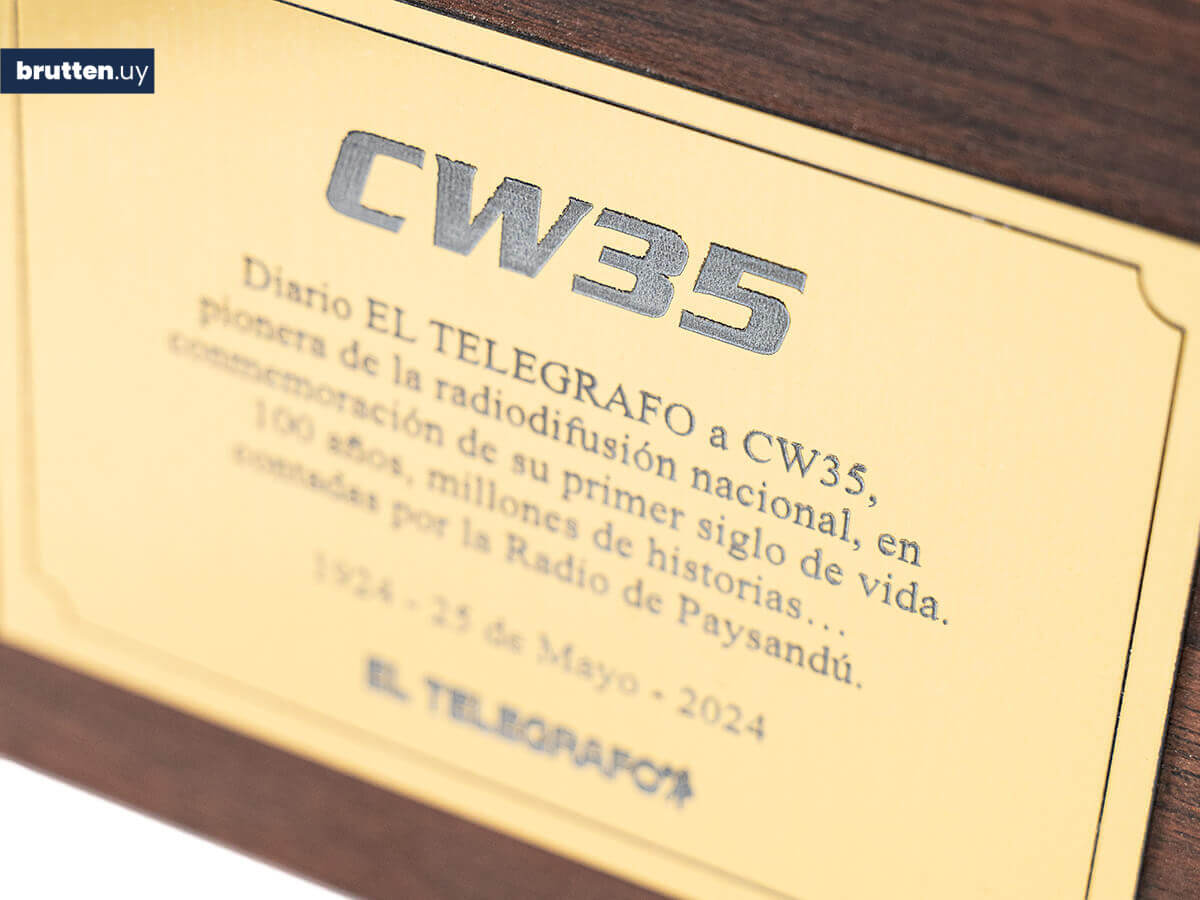 brutten.uy
CW35
Diario EL TELEGRAFO a CW35,
pionera de la radiodifusión nacional, en
conmemoración de su primer siglo de vida.
100 años, millones de historias...
contadas por la Radio de Paysandú.
1924 - 25 de Mayo - 2024
EL TELEGRAFO